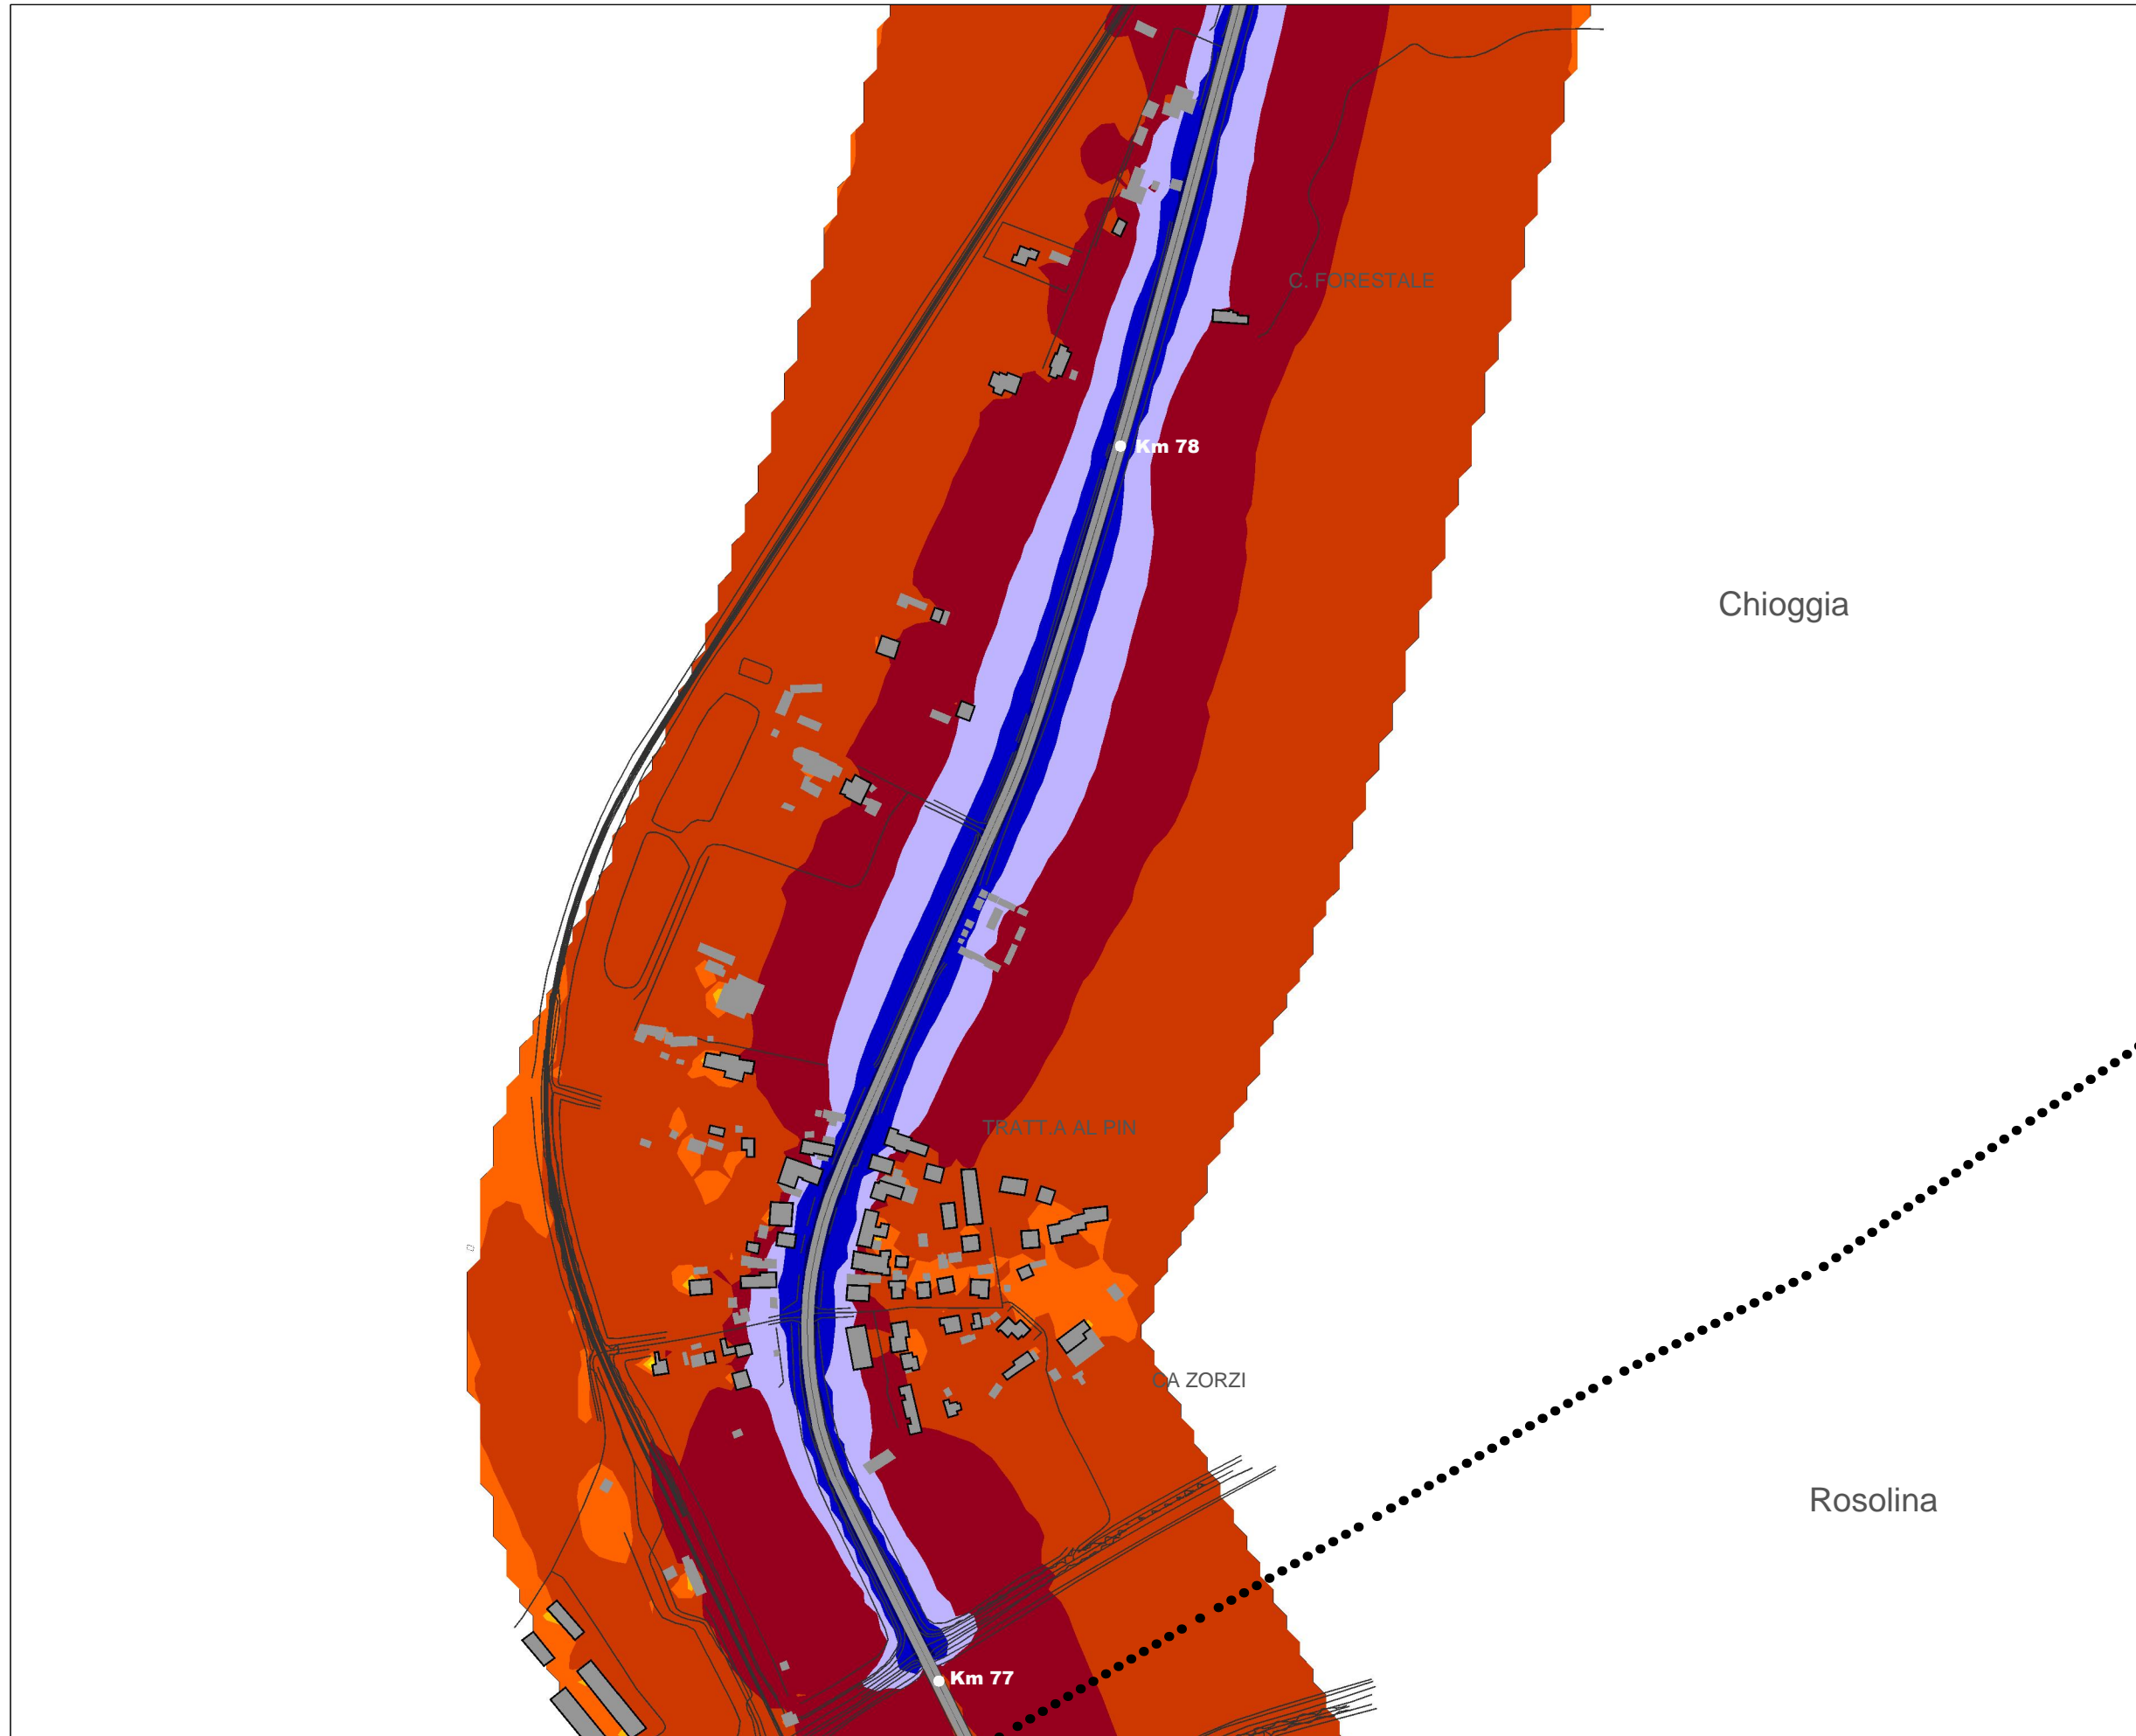 C. FORESTALE
Km 78
Chioggia
TRATT.A AL PIN
CA ZORZI
Rosolina
Km 77